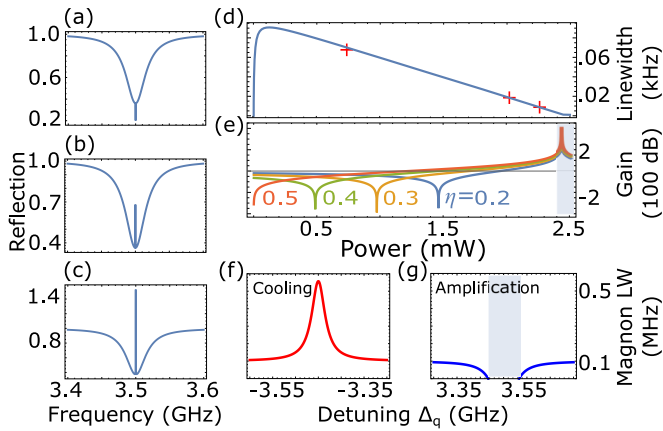 (a)
1.0
0.6
0.2
(b)
1.0
0.7
0.4
Reflection
(c)
1.4
0.8
3.4 3.5 3.6
Frequency (GHz)
(d)
.06
.02
Linewidth
(kHz)
(e)
2
-2
Gain
(100 dB)
0.5 0.4 0.3 η=0.2
0.5 1.5 2.5
Power (mW)
(f)
Cooling
−3.55 −3.35
(g)
Amplification
0.5
0.1
Magnon LW
(MHz)
3.35 3.55
Detuning Δq (GHz)